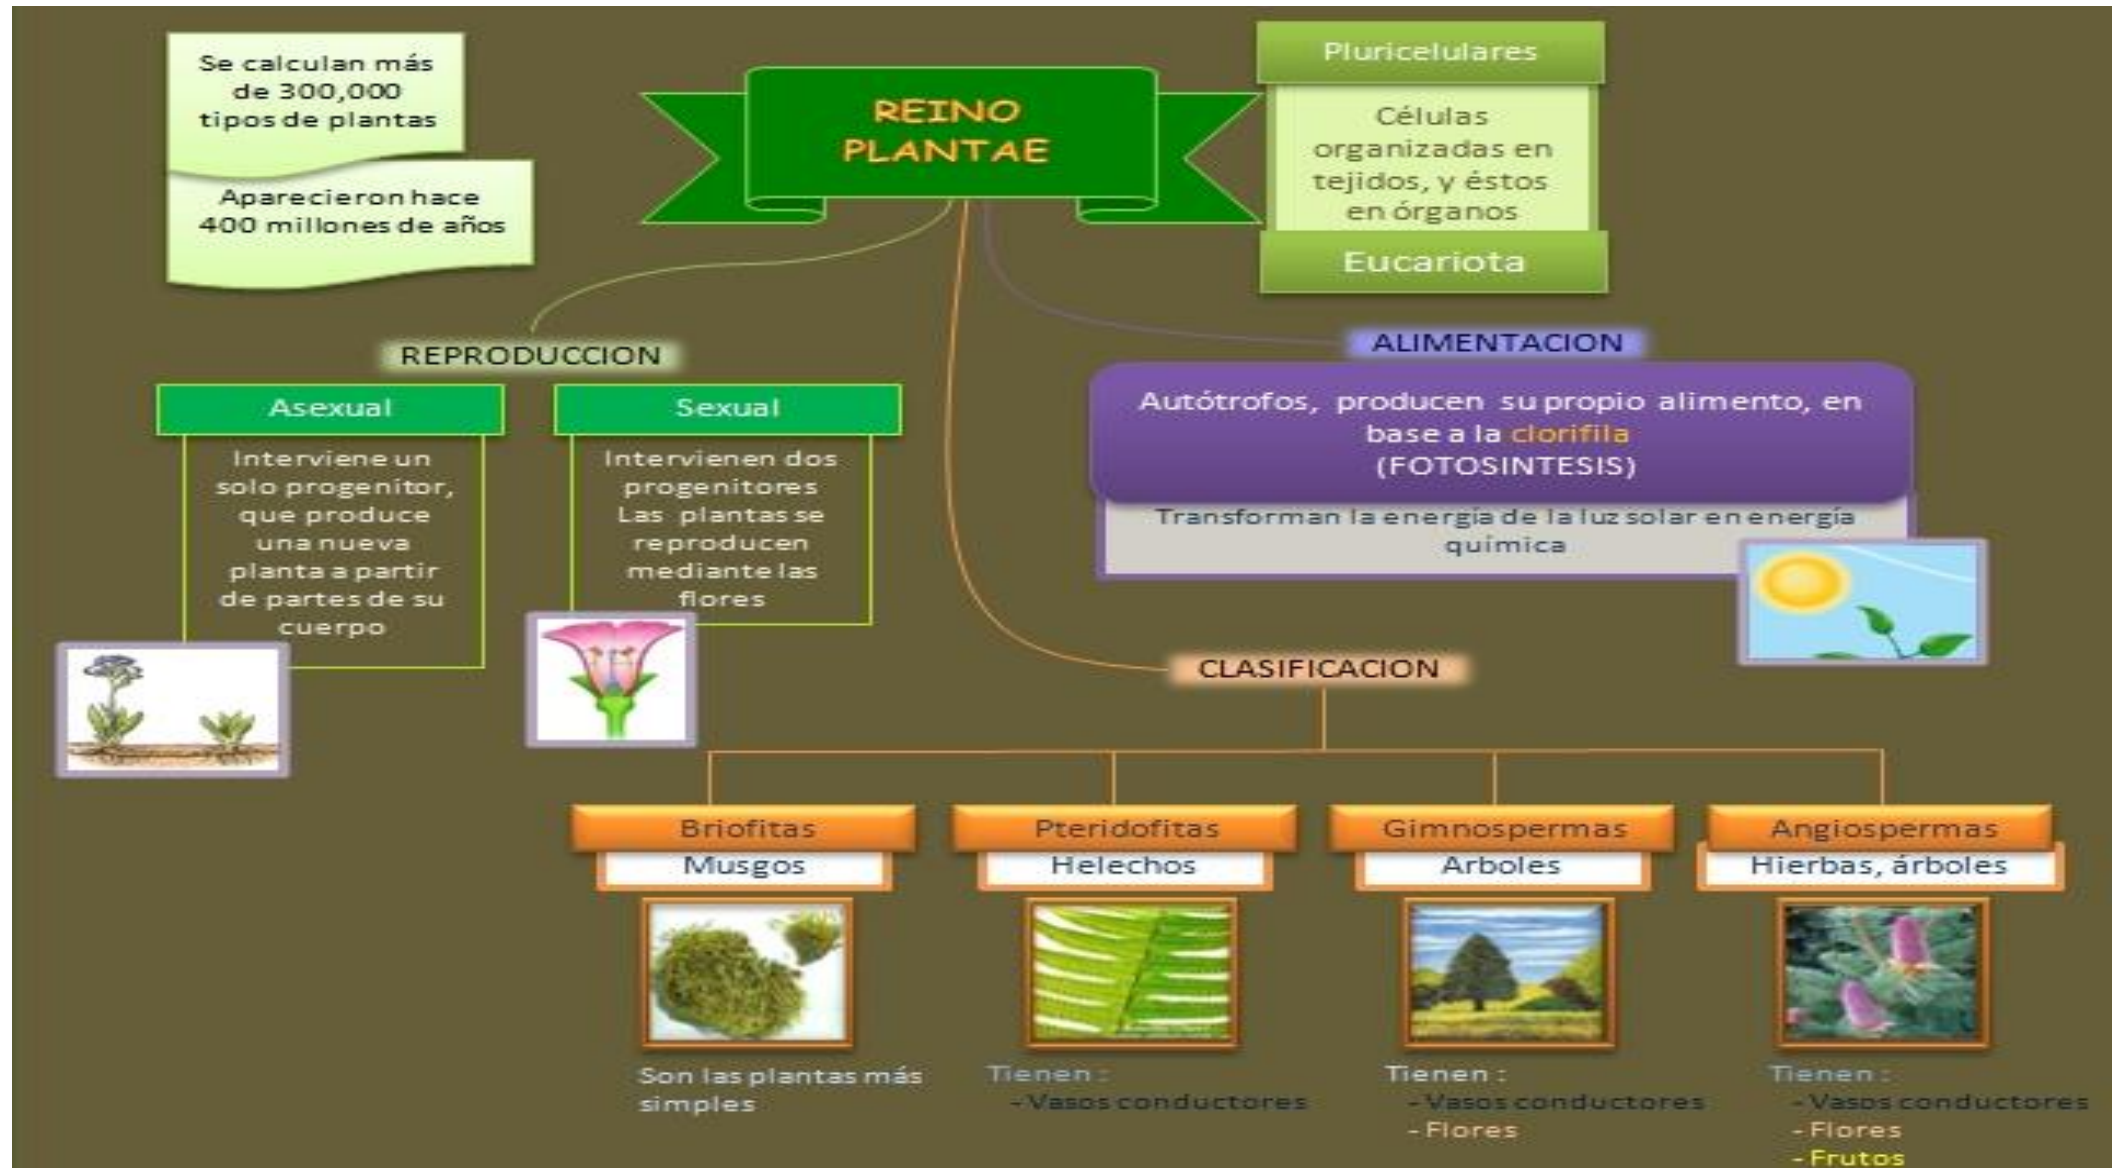 Se calculan más
de 300,000
tipos de plantas
Aparecieron hace
400 millones de años
REINO
PLANTAE
Pluricelulares
Células
organizadas en
tejidos, y éstos
en órganos
Eucariota
REPRODUCCION
Asexual
Interviene un
solo progenitor,
que produce
una nueva
planta a partir
de partes de su
cuerpo
Sexual
Intervienen dos
progenitores
Las plantas se
reproducen
mediante las
flores
ALIMENTACION
Autótrofos, producen su propio alimento, en
base a la clorifila
(FOTOSINTESIS)
Transforman la energía de la luz solar en energía
química
CLASIFICACION
Briofitas
Musgos
Son las plantas más
simples
Pteridofitas
Helechos
Tienen :
- Vasos conductores
Gimnospermas
Arboles
Tienen :
- Vasos conductores
- Flores
Angiospermas
Hierbas, árboles
Tienen :
- Vasos conductores
- Flores
- Frutos